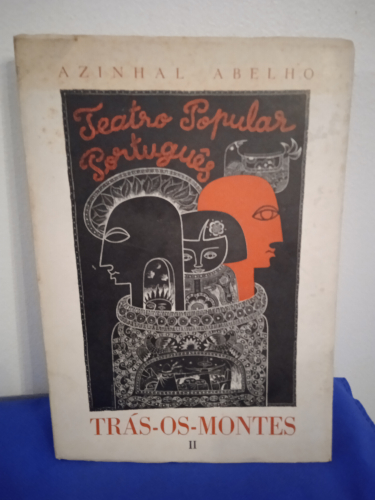 AZINHAL ABELHO
Teatro Popular
Português
TRÁS-OS-MONTES
II